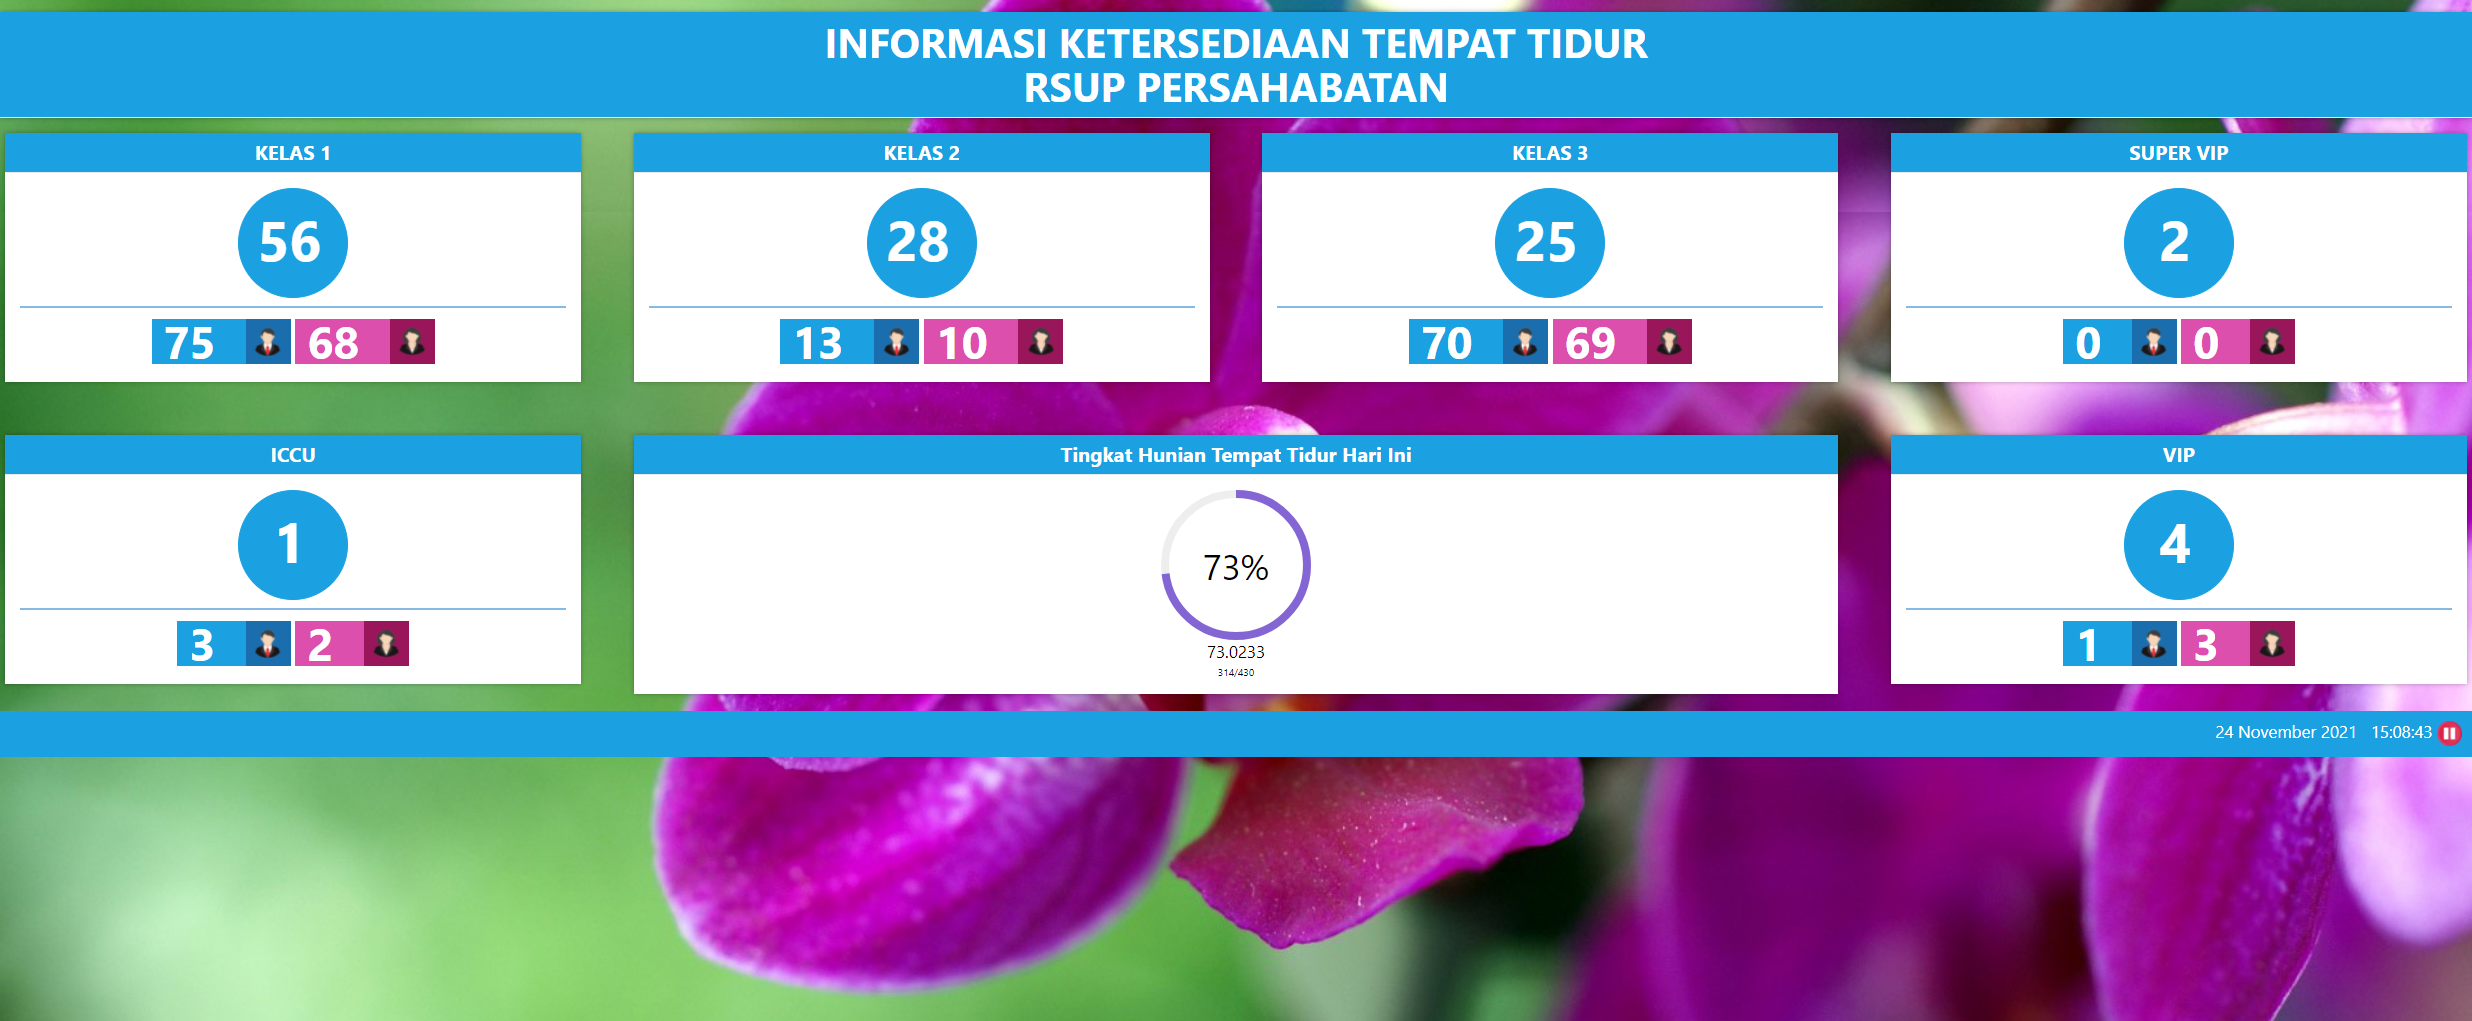 INFORMASI KETERSEDIAAN TEMPAT TIDUR
RSUP PERSAHABATAN
KELAS 1
56
75 68
KELAS 2
28
13 10
KELAS 3
25
70 69
SUPER VIP
2
0 0
ICCU
1
3 2
Tingkat Hunian Tempat Tidur Hari Ini
73%
73.0233
314/430
VIP
4
1 3
24 November 2021 15:08:43